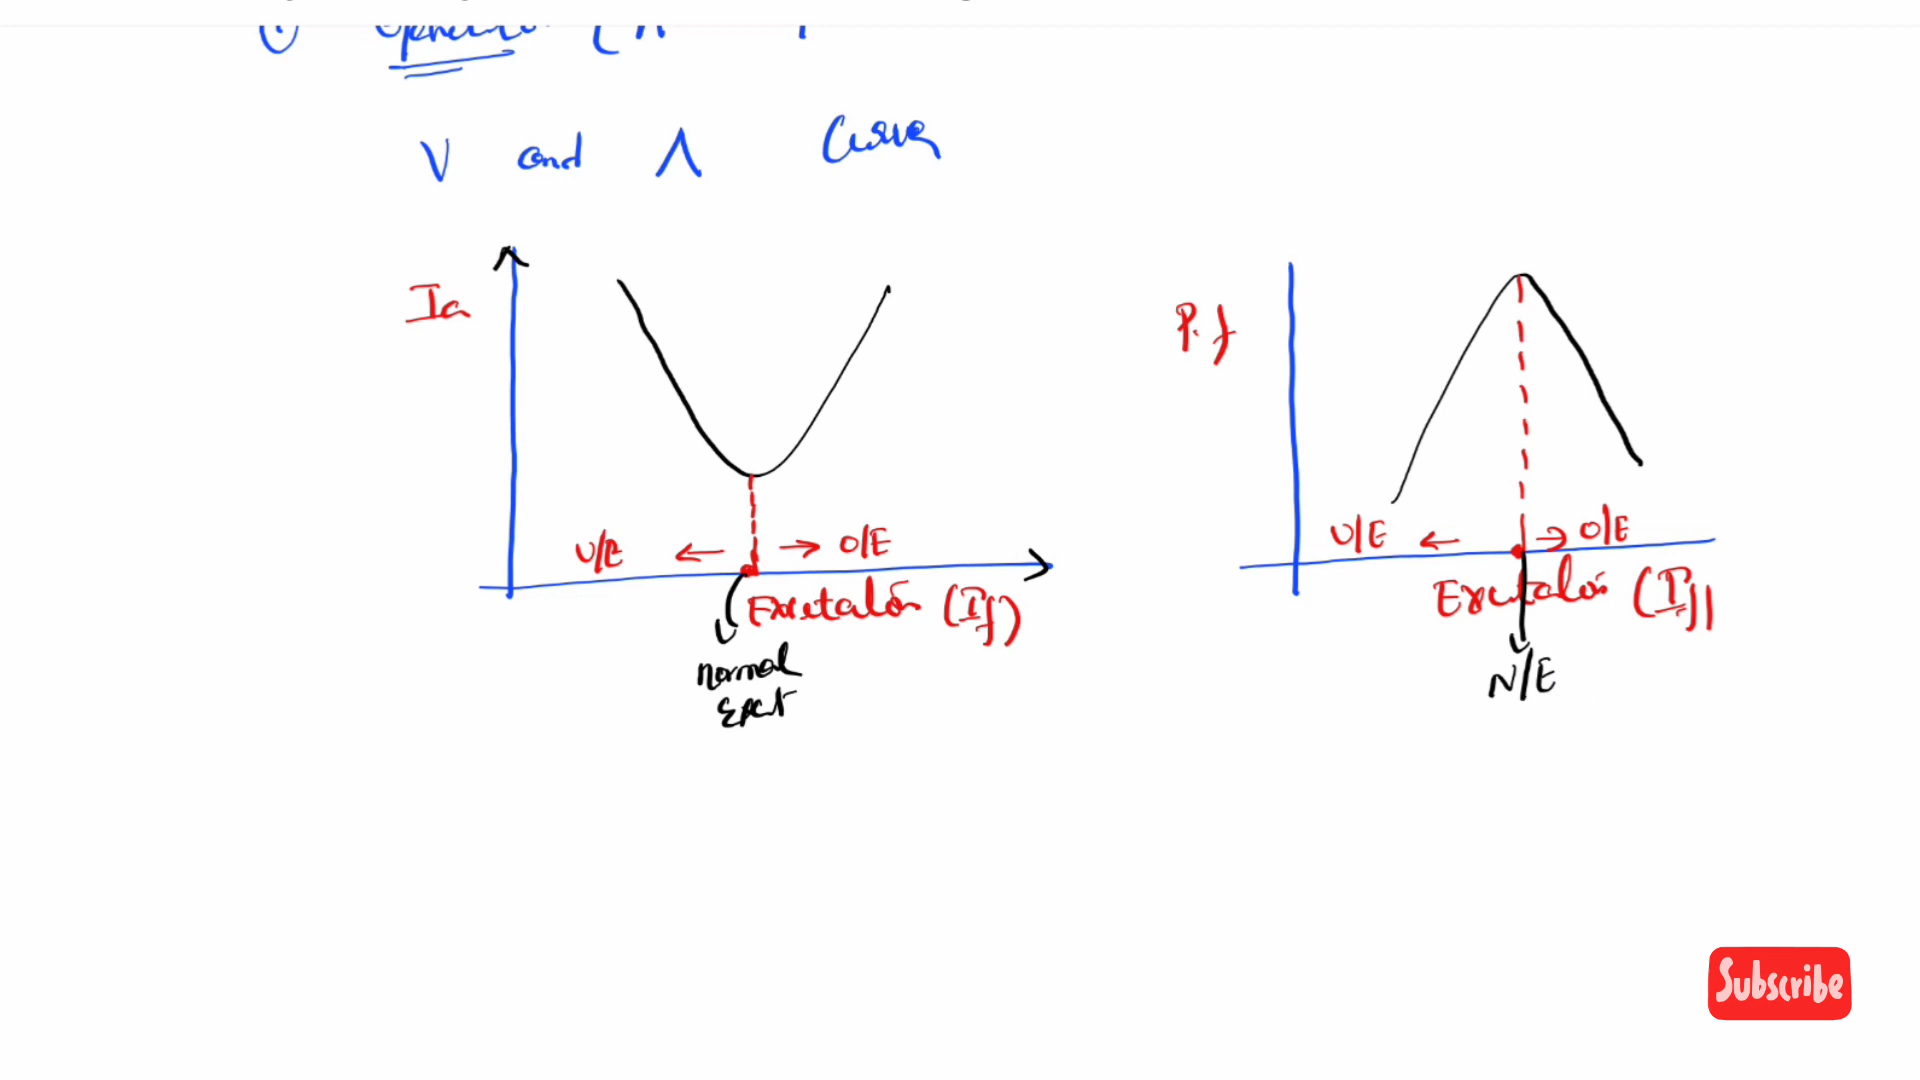 V and Λ Curve
Ia
P.f
U/E ← → O/E
U/E ← → O/E
Excitation (If)
Excitation (If)
normal
Exct
N/E
Subscribe